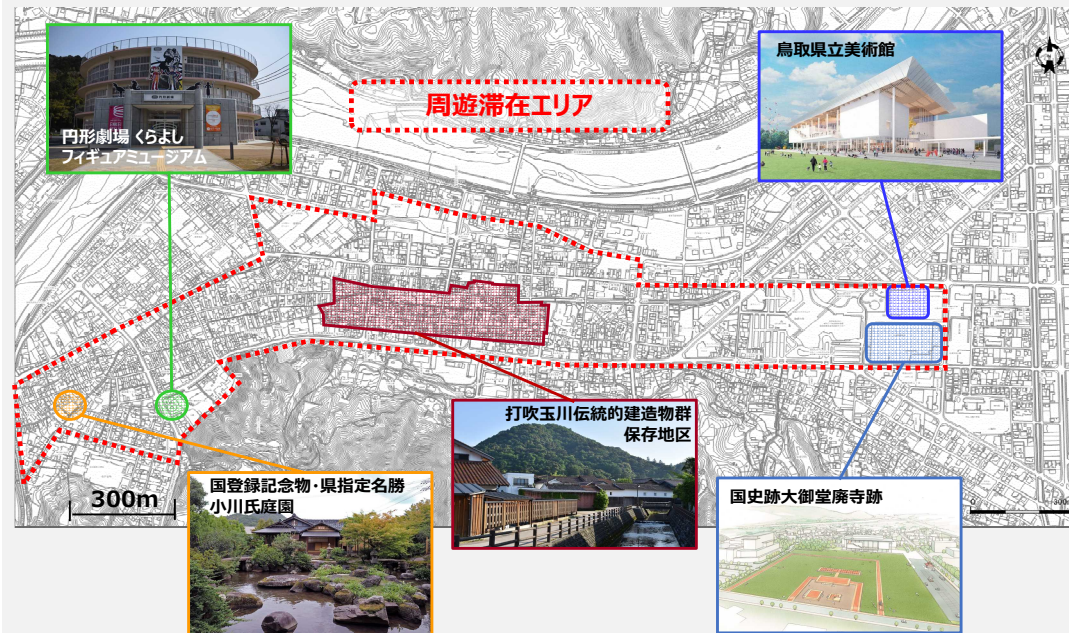 円形劇場 くらよし
フィギュアミュージアム
周遊滞在エリア
鳥取県立美術館
打吹玉川伝統的建造物群
保存地区
国登録記念物・県指定名勝
小川氏庭園
国史跡大御堂廃寺跡
300m
0